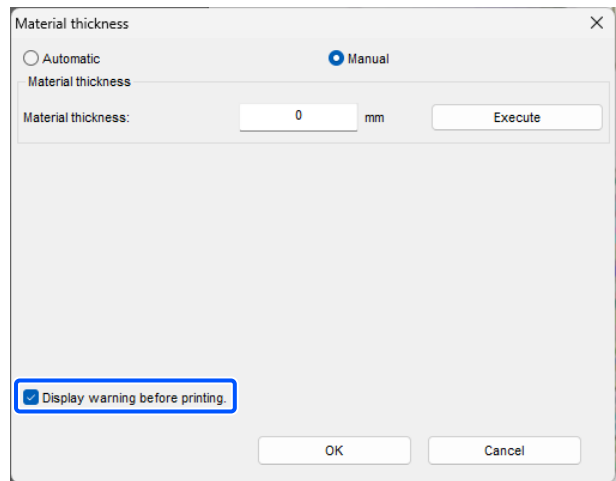 Material thickness
Automatic Manual
Material thickness
Material thickness: 0 mm Execute
Display warning before printing.
OK Cancel